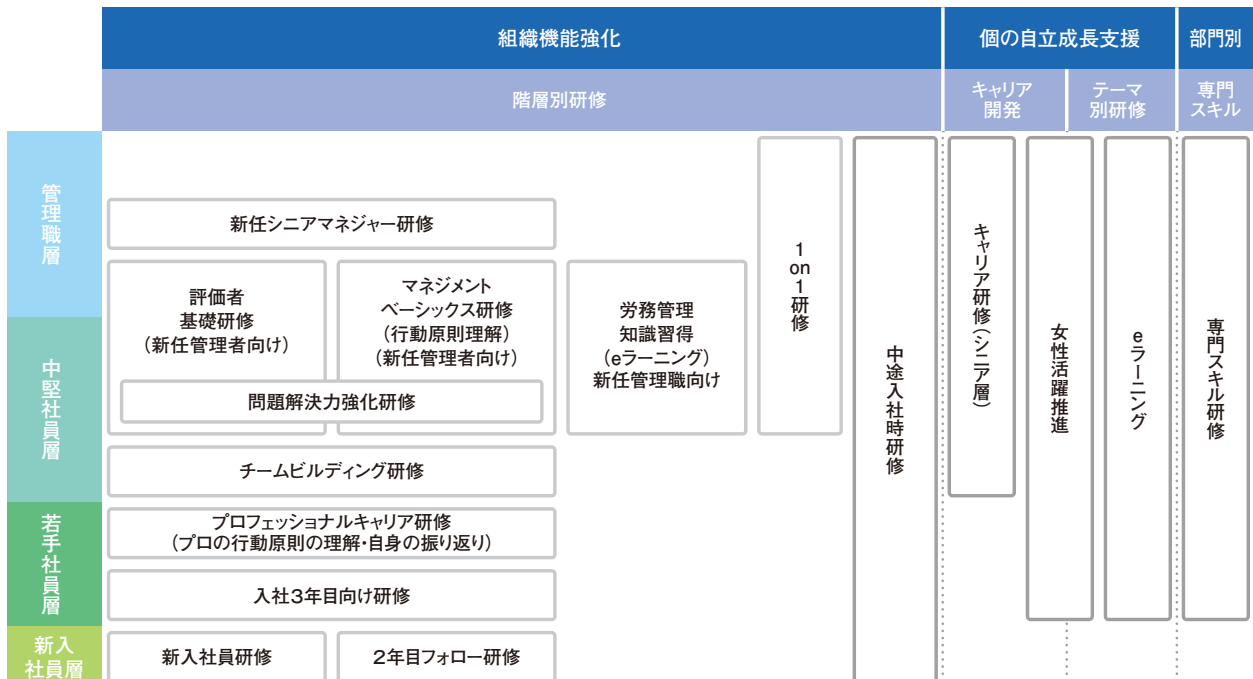 組織機能強化
個の自立成長支援
部門別
階層別研修
キャリア
開発
テーマ
別研修
専門
スキル
管理職層
中堅社員層
若手社員層
新入
社員層
新任シニアマネジャー研修
評価者
基礎研修
(新任管理者向け)
マネジメント
ベーシックス研修
(行動原則理解)
(新任管理者向け)
問題解決力強化研修
労務管理
知識習得
(eラーニング)
新任管理職向け
チームビルディング研修
プロフェッショナルキャリア研修
(プロの行動原則の理解・自身の振り返り)
入社3年目向け研修
新入社員研修
2年目フォロー研修
1on1研修
中途入社時研修
キャリア研修(シニア層)
女性活躍推進
eラーニング
専門スキル研修